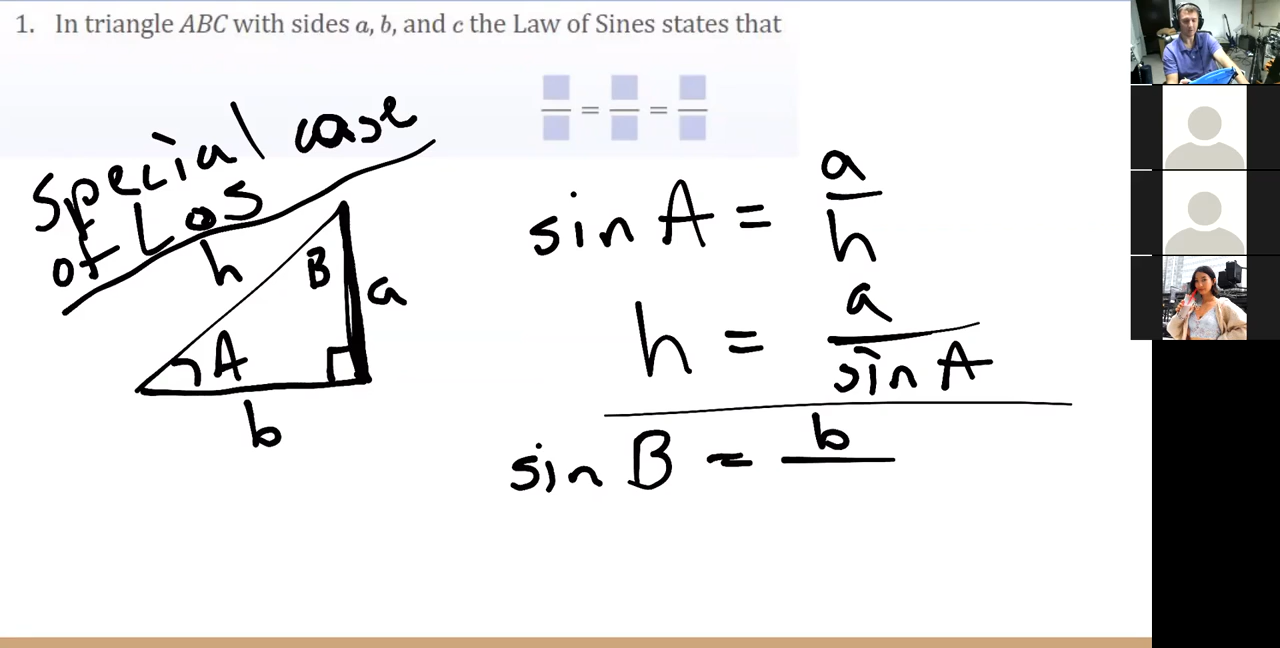 1. In triangle ABC with sides a, b, and c the Law of Sines states that
= =
special case
of LoS
h
B
a
A
b
sin A = a/h
h = a/sin A
sin B = b/